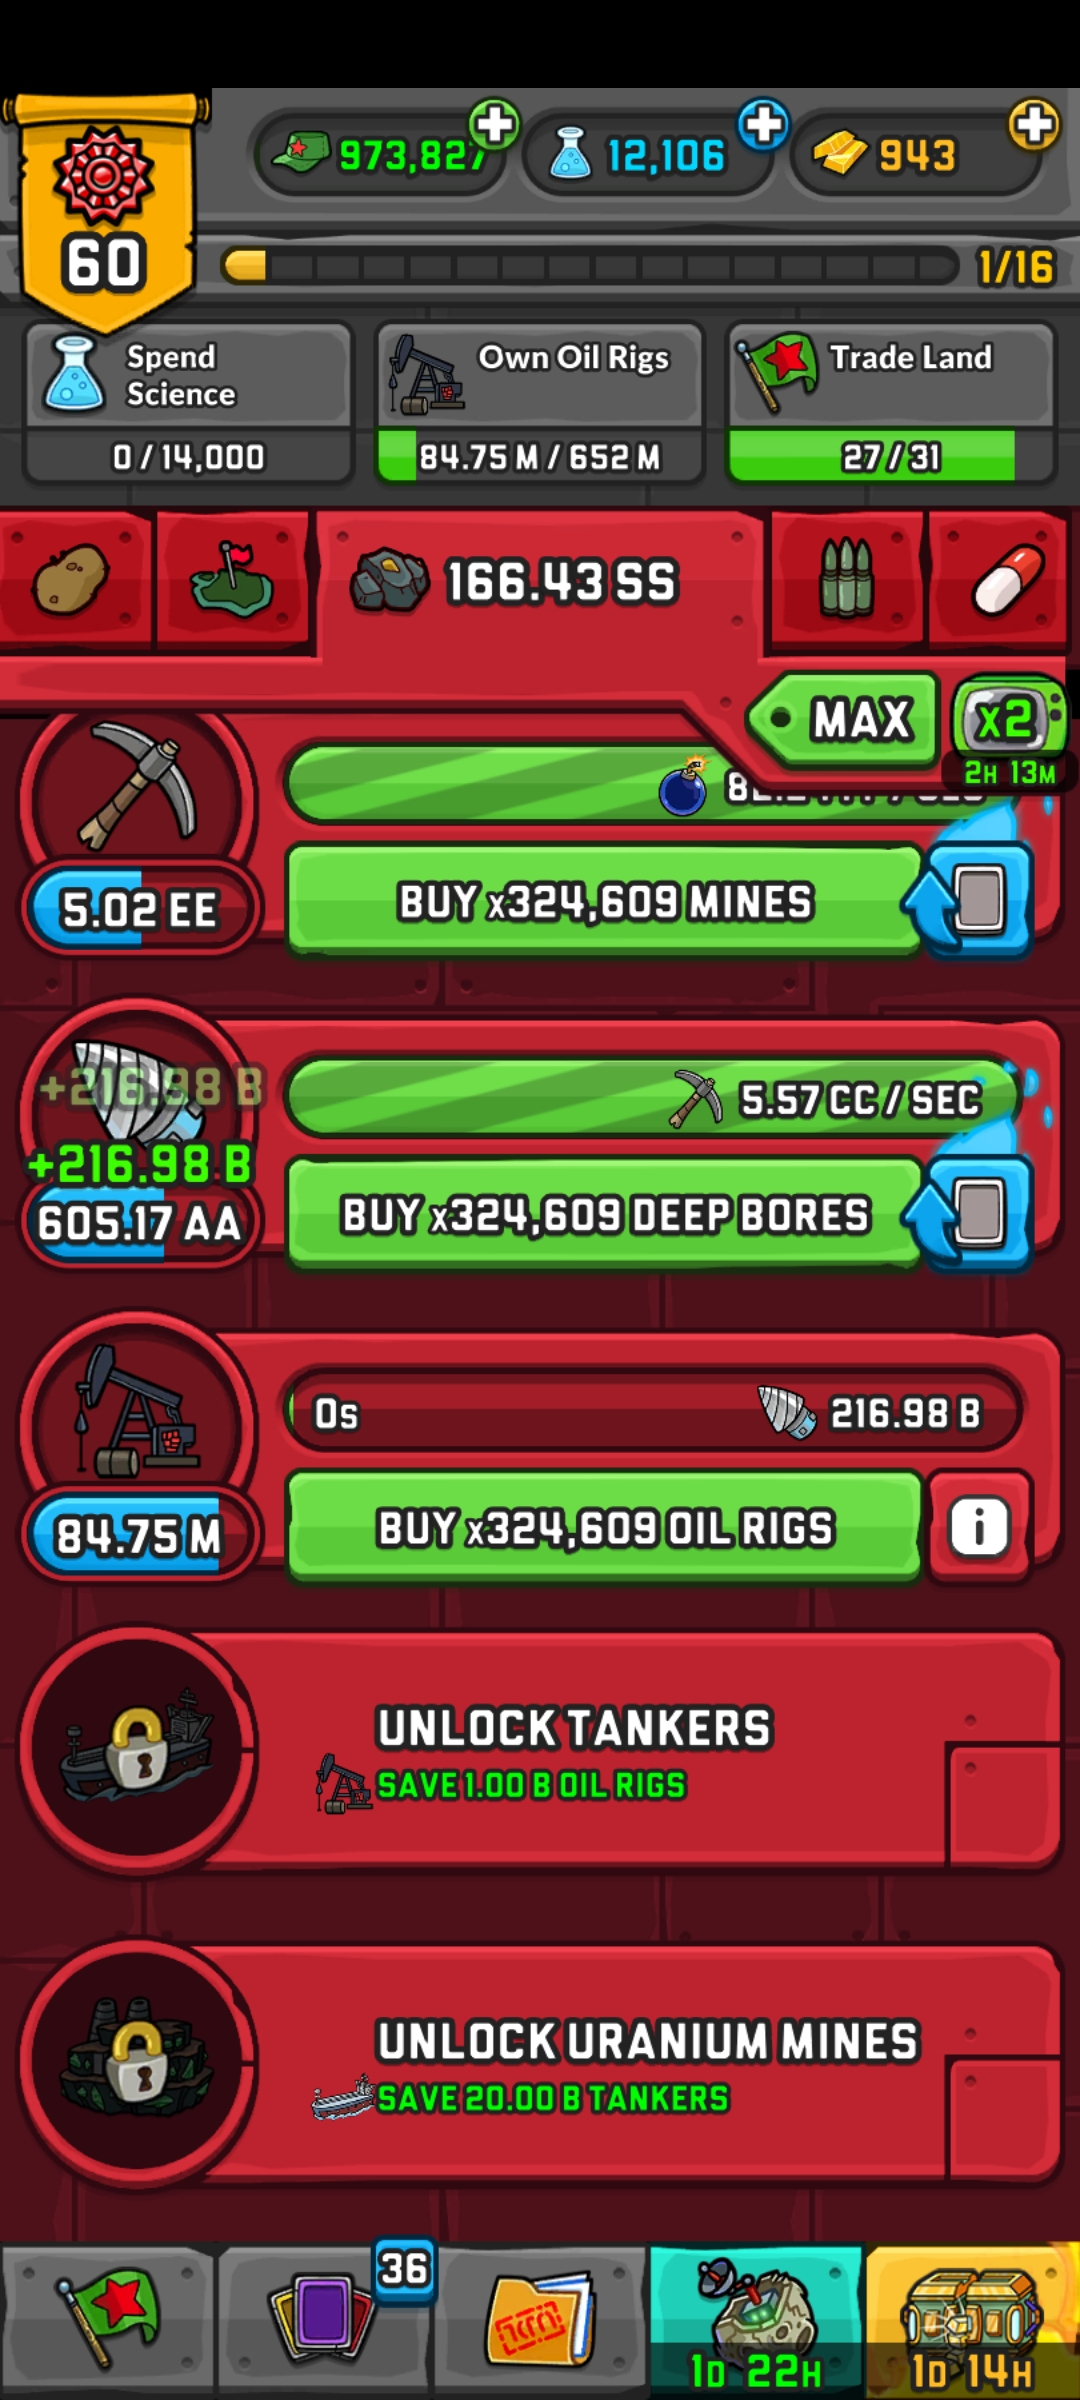 973,827
12,106
943
60
1/16
Spend
Science
0/14,000
Own Oil Rigs
84.75 M / 652 M
Trade Land
27/31
166.43 SS
MAX
x2
2H 13M
5.02 EE
BUY x324,609 MINES
+216.98 B
5.57 CC / SEC
+216.98 B
605.17 AA
BUY x324,609 DEEP BORES
0s
216.98 B
84.75 M
BUY x324,609 OIL RIGS
i
UNLOCK TANKERS
SAVE 1.00 B OIL RIGS
UNLOCK URANIUM MINES
SAVE 20.00 B TANKERS
36
1D 22H
1D 14H